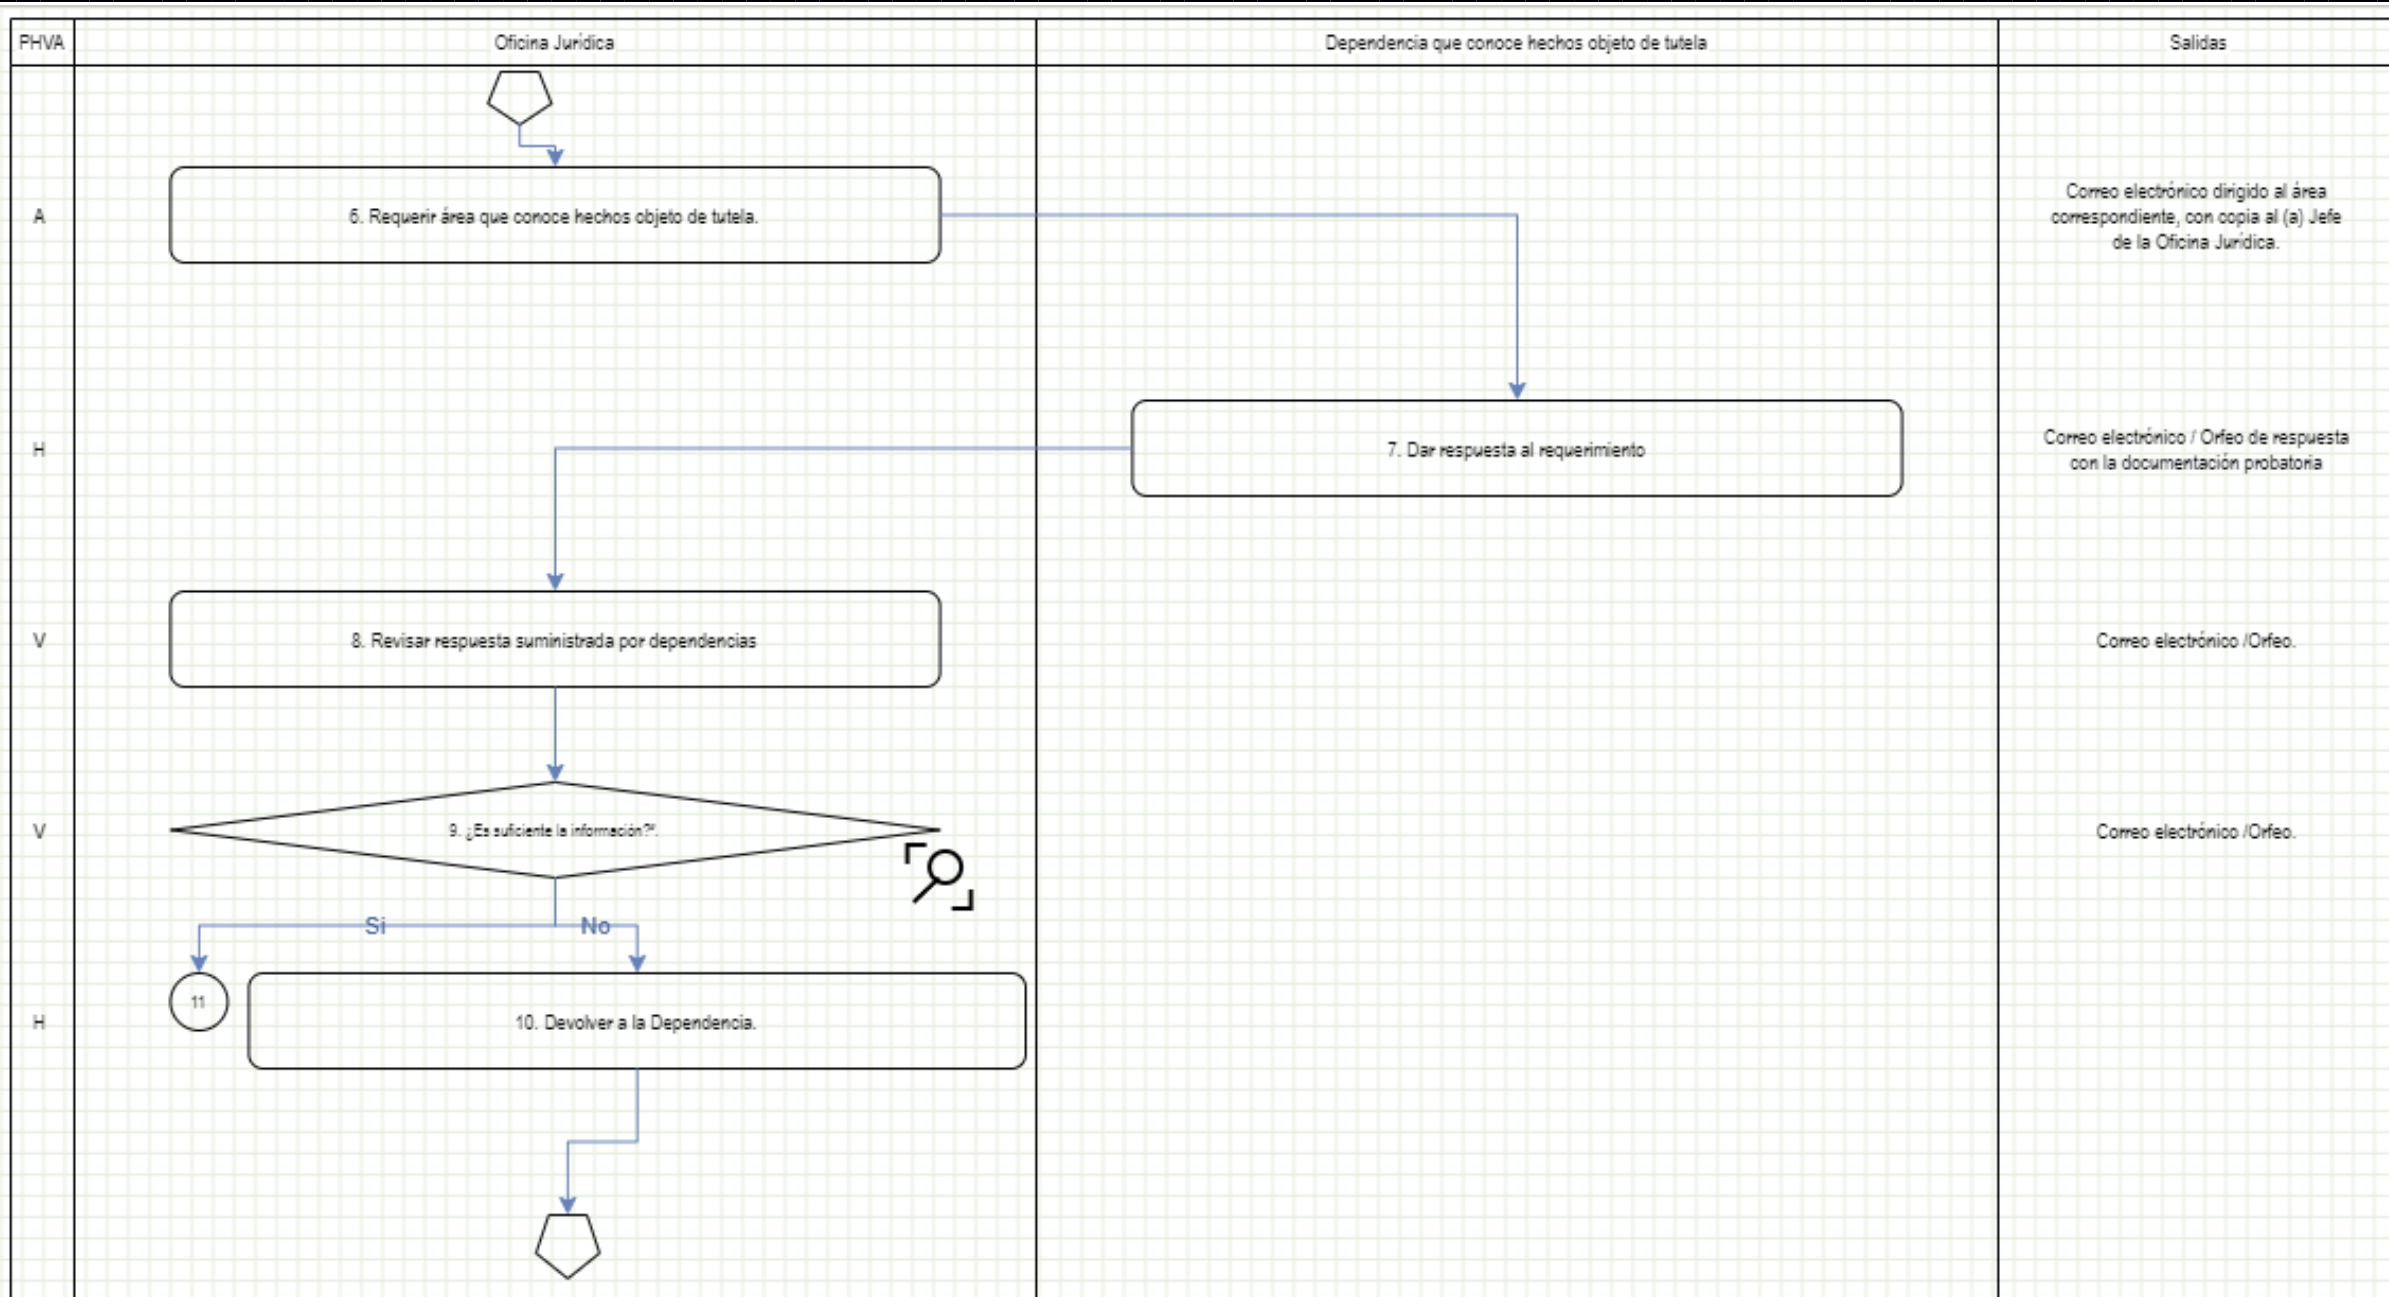 PHVA
Oficina Jurídica
Dependencia que conoce hechos objeto de tutela
Salidas
A
6. Requerir área que conoce hechos objeto de tutela.
Correo electrónico dirigido al área
correspondiente, con copia al (a) Jefe
de la Oficina Jurídica.
H
7. Dar respuesta al requerimiento
Correo electrónico / Orfeo de respuesta
con la documentación probatoria
V
8. Revisar respuesta suministrada por dependencias
Correo electrónico /Orfeo.
V
9. ¿Es suficiente la información?".
Correo electrónico /Orfeo.
Si
No
H
11
10. Devolver a la Dependencia.